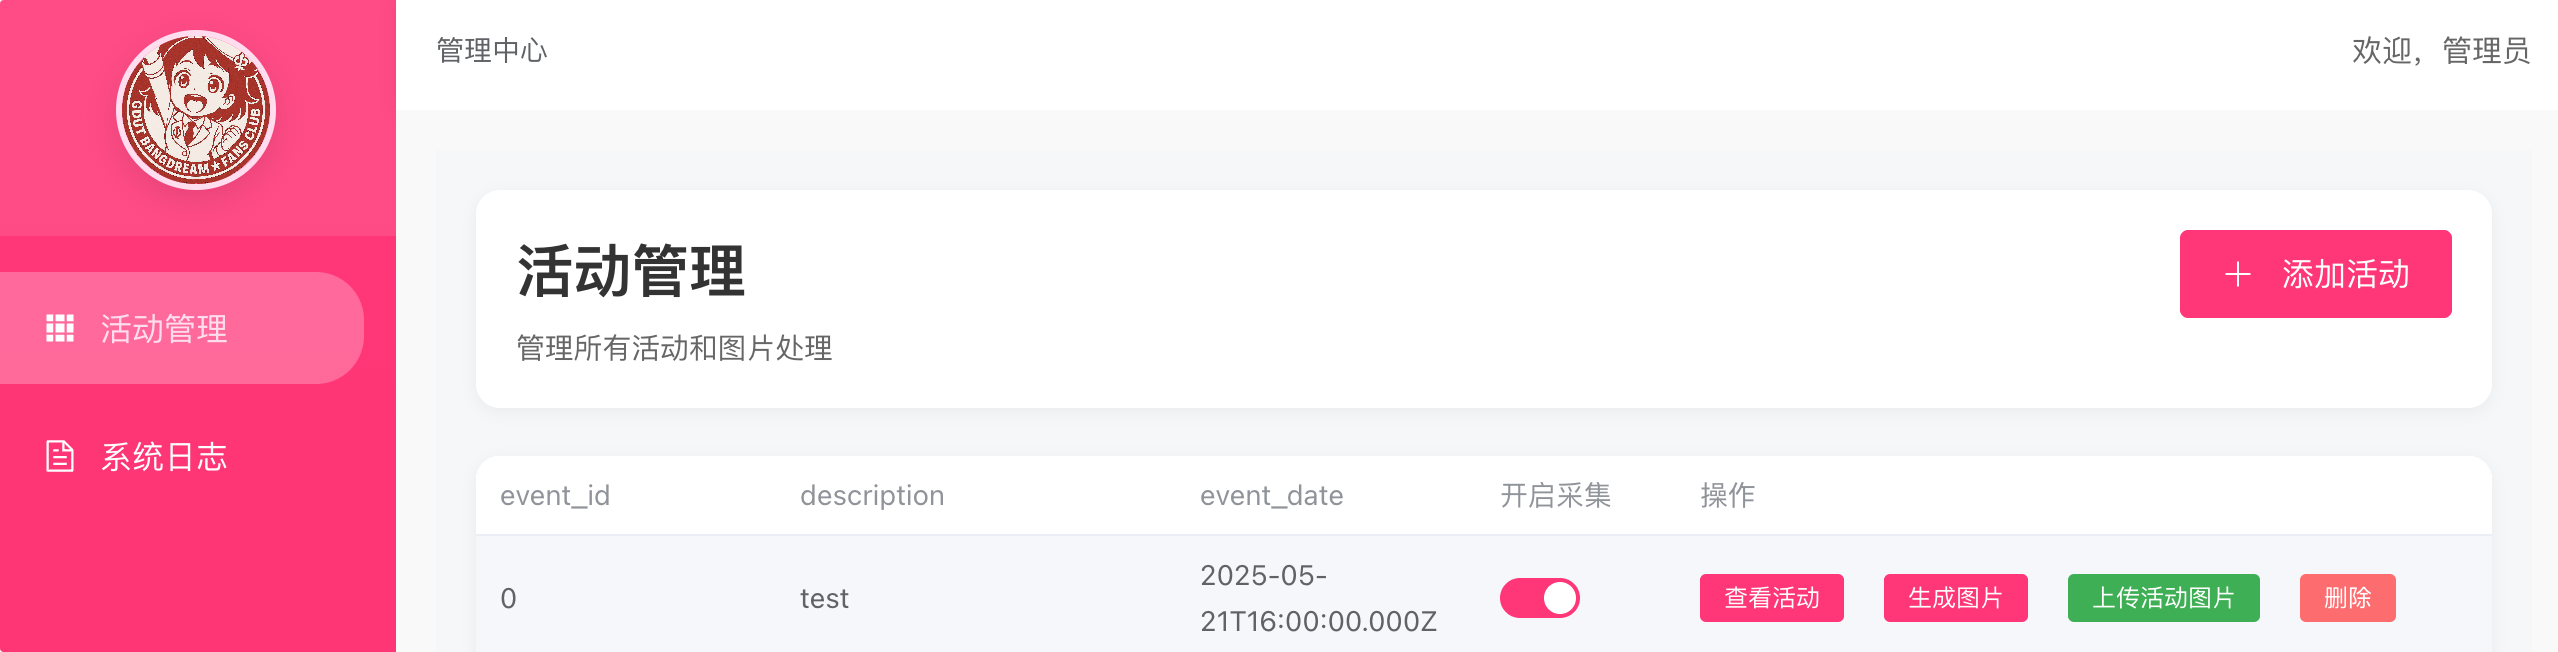 GDUT BANGDREAM★FANS CLUB
管理中心
欢迎，管理员
活动管理
系统日志
活动管理
管理所有活动和图片处理
添加活动
event_id description event_date 开启采集 操作
0 test 2025-05-
21T16:00:00.000Z 查看活动 生成图片 上传活动图片 删除